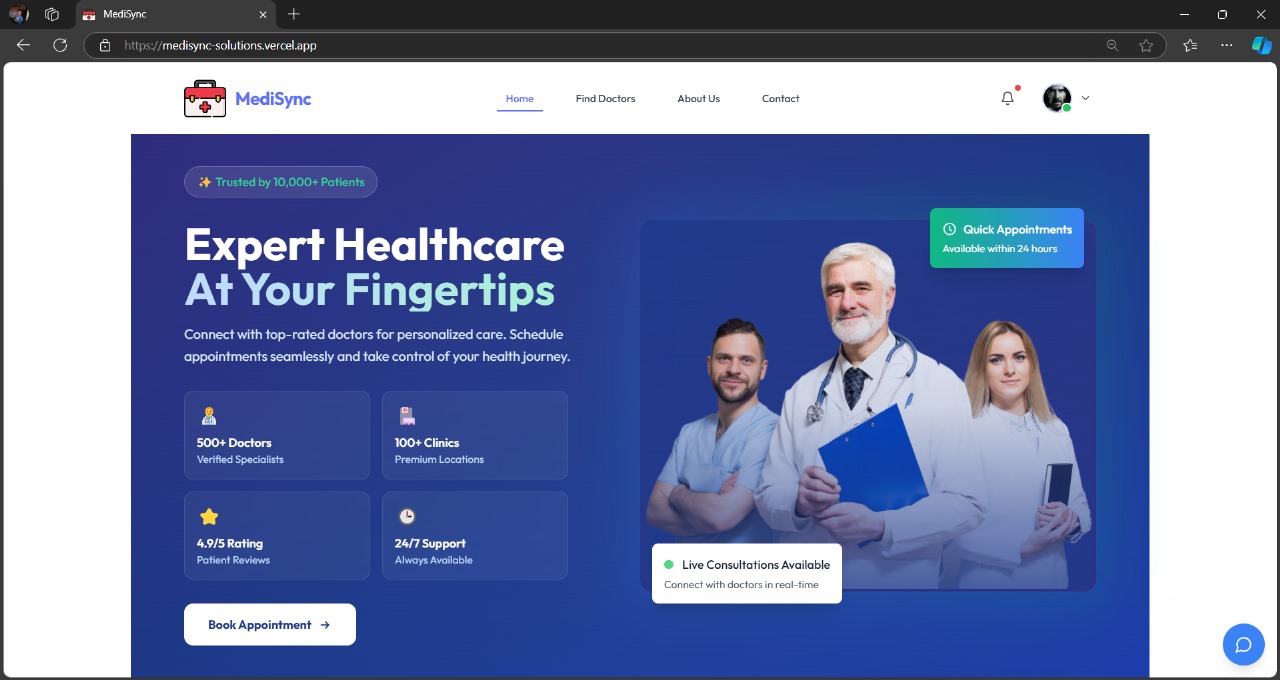 MediSync
https://medisync-solutions.vercel.app
MediSync
Home
Find Doctors
About Us
Contact
✨ Trusted by 10,000+ Patients
Expert Healthcare
At Your Fingertips
Connect with top-rated doctors for personalized care. Schedule
appointments seamlessly and take control of your health journey.
500+ Doctors
Verified Specialists
100+ Clinics
Premium Locations
4.9/5 Rating
Patient Reviews
24/7 Support
Always Available
Book Appointment →
Quick Appointments
Available within 24 hours
Live Consultations Available
Connect with doctors in real-time